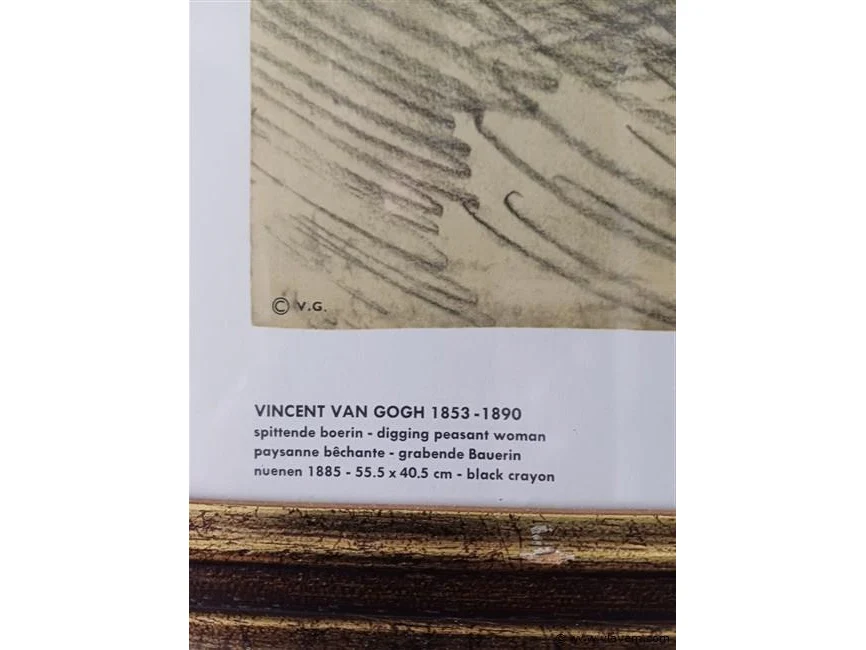 © V.G.
VINCENT VAN GOGH 1853-1890
spittende boerin - digging peasant woman
paysanne bêchante - grabende Bauerin
nuenen 1885 - 55.5 x 40.5 cm - black crayon